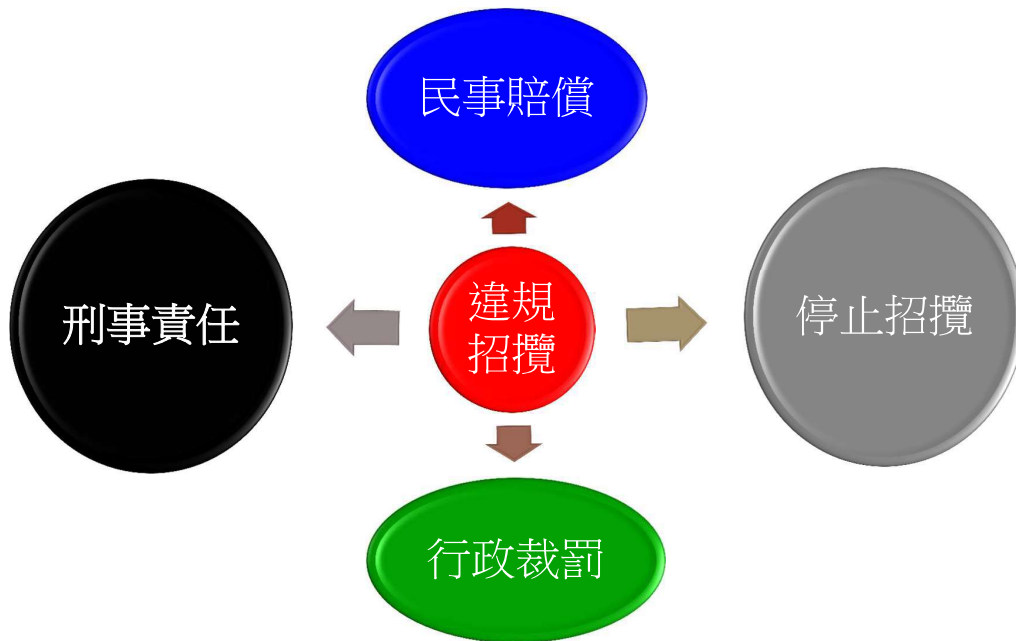 民事賠償
刑事責任
違規
招攬
停止招攬
行政裁罰